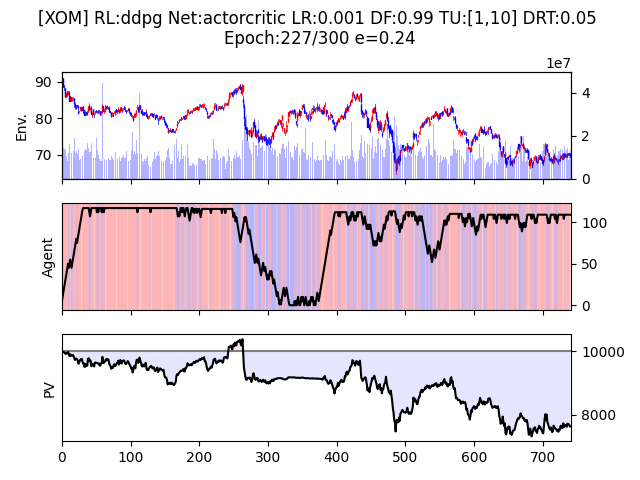 [XOM] RL:ddpg Net:actorcritic LR:0.001 DF:0.99 TU:[1,10] DRT:0.05
Epoch:227/300 e=0.24
1e7
Env.
90
80
70
4
2
0
Agent
100
50
0
PV
10000
8000
0 100 200 300 400 500 600 700